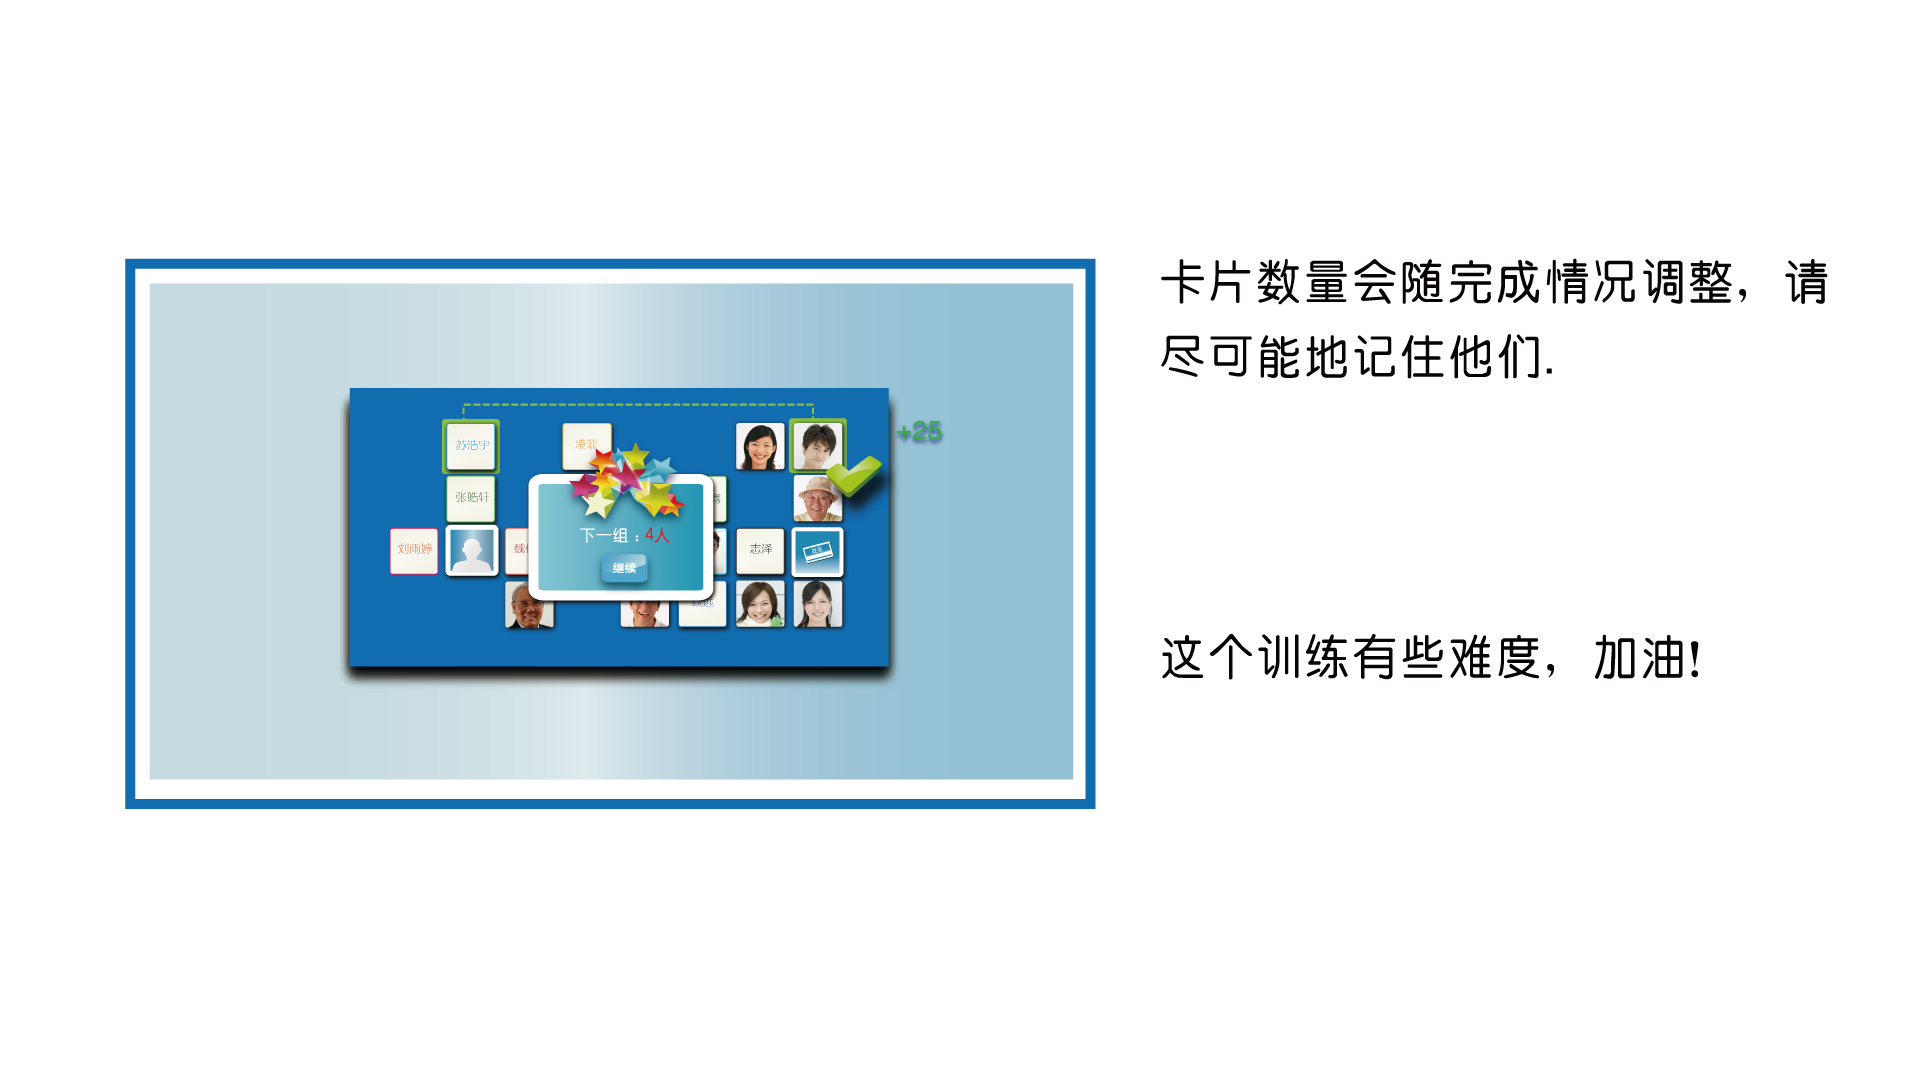 卡片数量会随完成情况调整，请
尽可能地记住他们.
这个训练有些难度，加油!
+25
苏浩宇
凌菲
张皓轩
下一组：4人
继续
刘雨婷
志泽
姓名